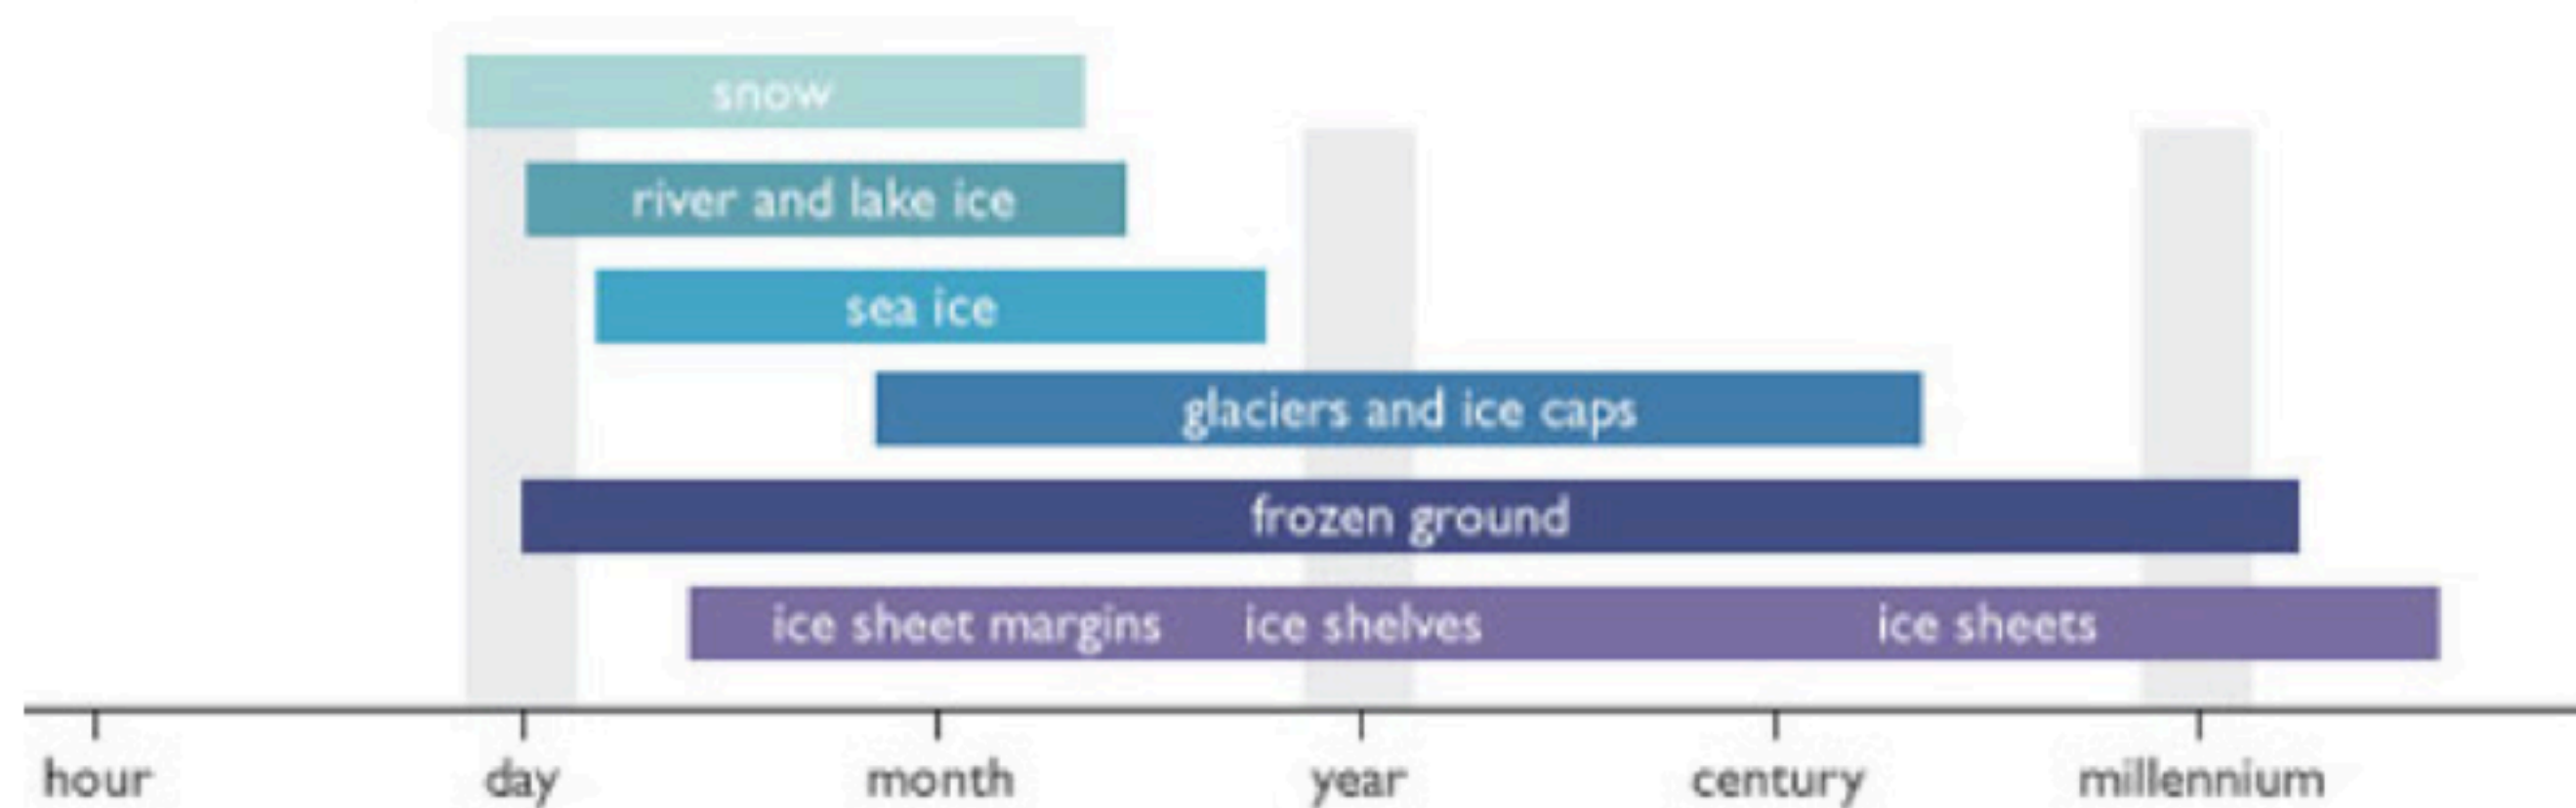 snow
river and lake ice
sea ice
glaciers and ice caps
frozen ground
ice sheet margins ice shelves ice sheets
hour day month year century millennium